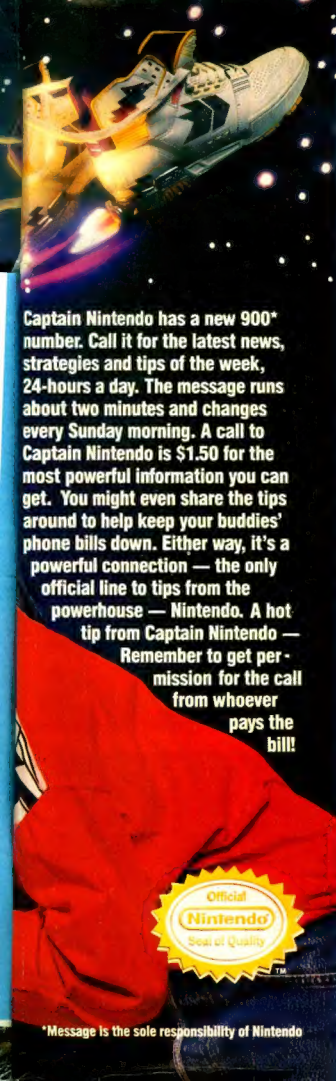 Captain Nintendo has a new 900*
number. Call it for the latest news,
strategies and tips of the week,
24-hours a day. The message runs
about two minutes and changes
every Sunday morning. A call to
Captain Nintendo is $1.50 for the
most powerful information you can
get. You might even share the tips
around to help keep your buddies'
phone bills down. Either way, it's a
powerful connection — the only
official line to tips from the
powerhouse — Nintendo. A hot
tip from Captain Nintendo —
Remember to get per-
mission for the call
from whoever
pays the
bill!
Official
Nintendo®
Seal of Quality
TM
*Message is the sole responsibility of Nintendo